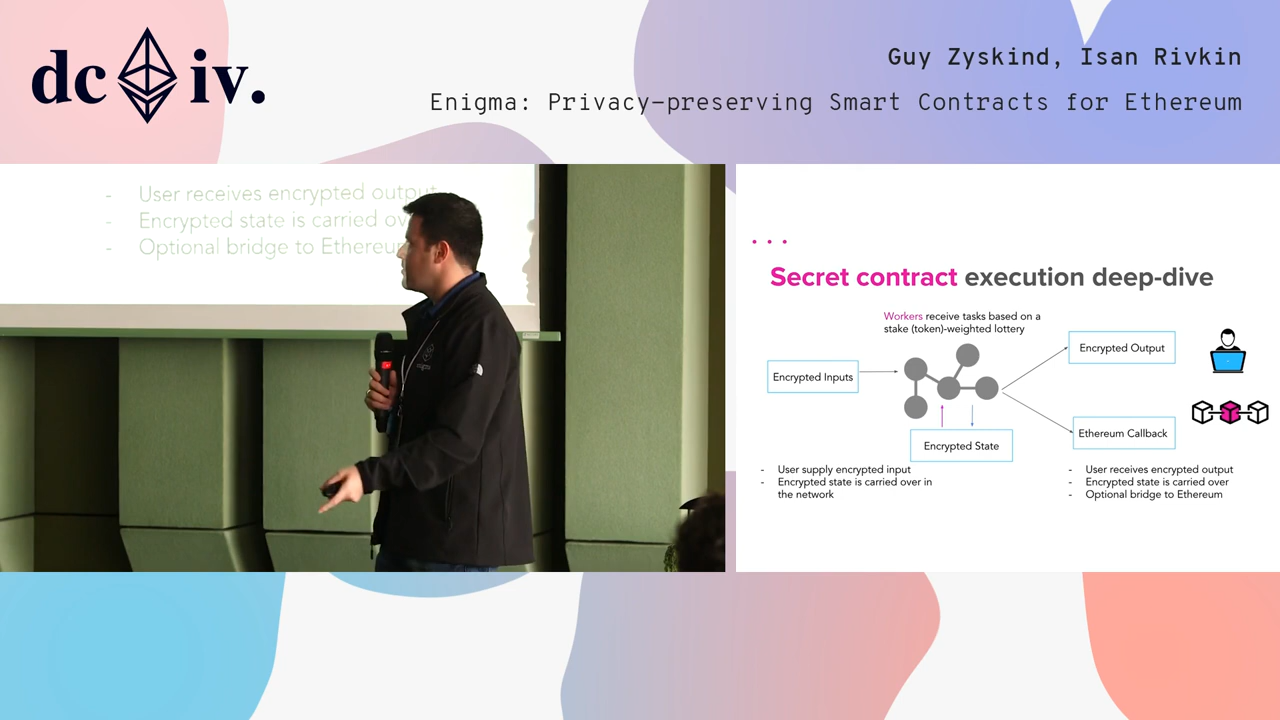 dc iv.
Guy Zyskind, Isan Rivkin
Enigma: Privacy-preserving Smart Contracts for Ethereum
- User receives encrypted output
- Encrypted state is carried ov
- Optional bridge to Ethereu
. . .
Secret contract execution deep-dive
Workers receive tasks based on a
stake (token)-weighted lottery
Encrypted Inputs
Encrypted Output
Ethereum Callback
Encrypted State
- User supply encrypted input
- Encrypted state is carried over in
the network
- User receives encrypted output
- Encrypted state is carried over
- Optional bridge to Ethereum